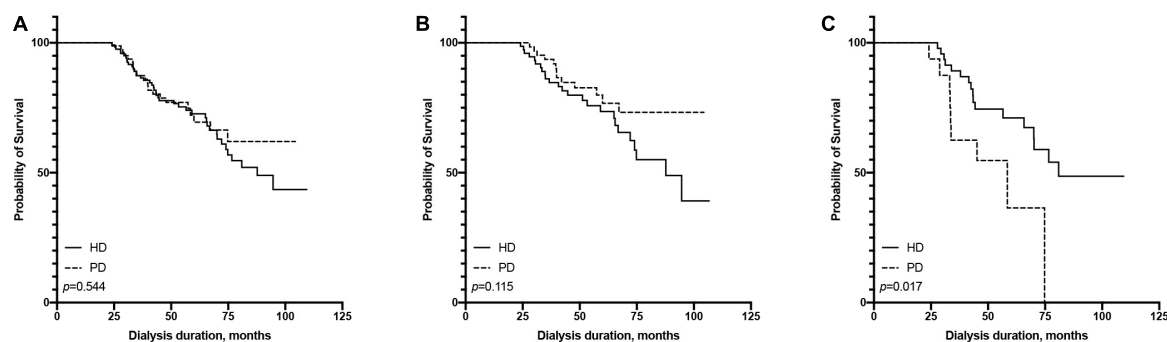 A
Probability of Survival
100
50
0
HD
PD
p=0.544
0 25 50 75 100 125
Dialysis duration, months
B
Probability of Survival
100
50
0
HD
PD
p=0.115
0 25 50 75 100 125
Dialysis duration, months
C
Probability of Survival
100
50
0
HD
PD
p=0.017
0 25 50 75 100 125
Dialysis duration, months